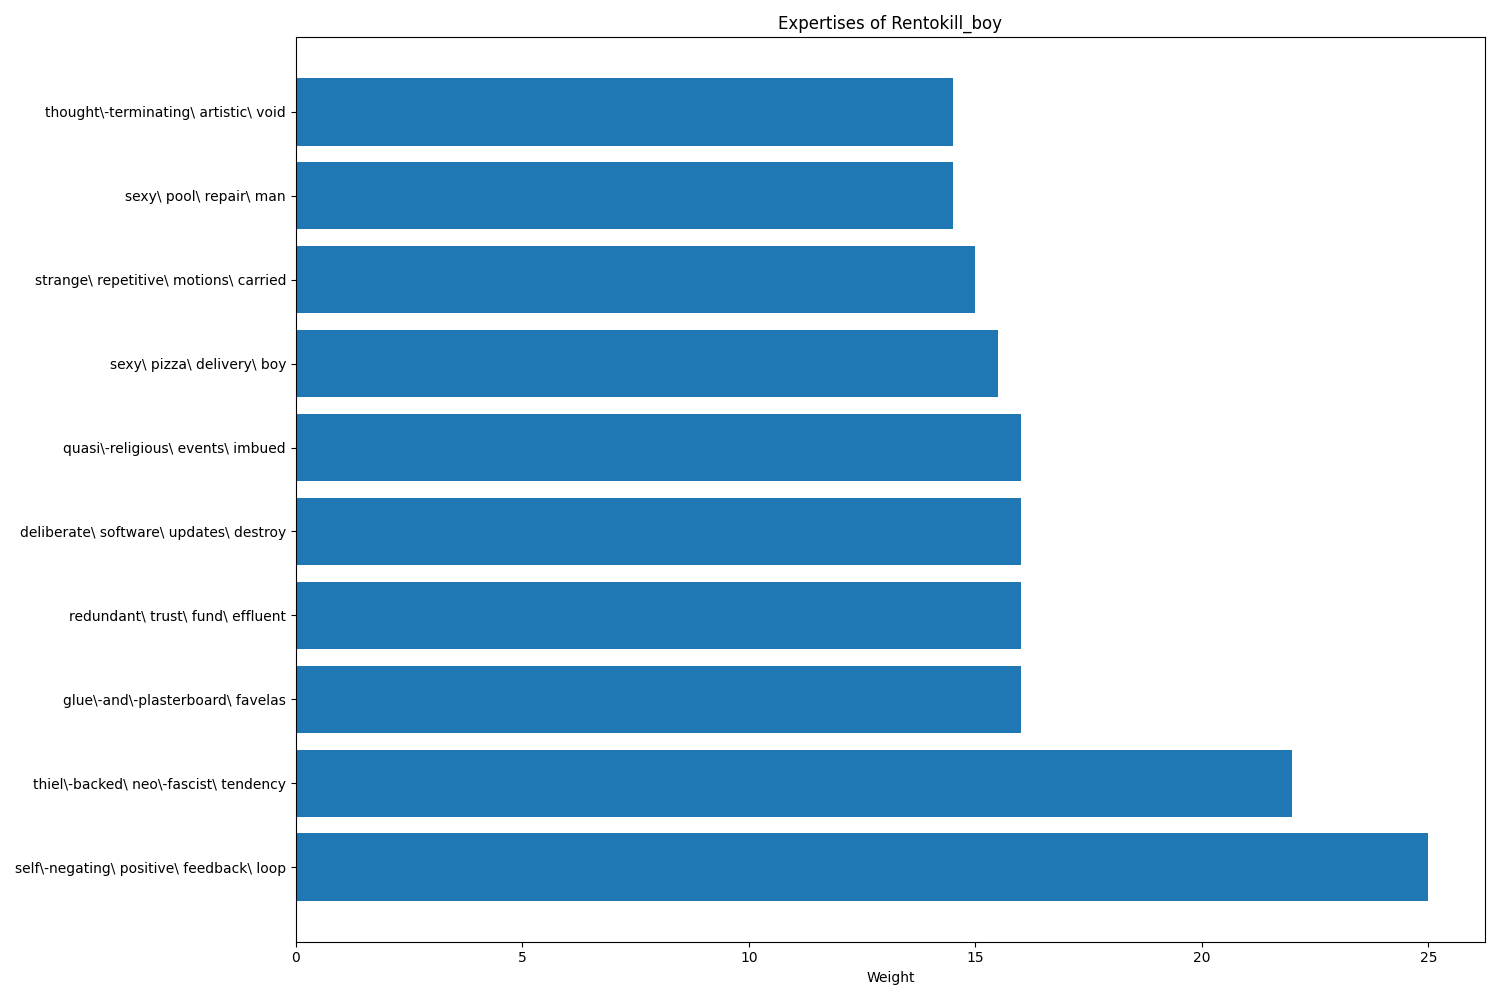 Expertises of Rentokill_boy
thought\-terminating\ artistic\ void
sexy\ pool\ repair\ man
strange\ repetitive\ motions\ carried
sexy\ pizza\ delivery\ boy
quasi\-religious\ events\ imbued
deliberate\ software\ updates\ destroy
redundant\ trust\ fund\ effluent
glue\-and\-plasterboard\ favelas
thiel\-backed\ neo\-fascist\ tendency
self\-negating\ positive\ feedback\ loop
0 5 10 15 20 25
Weight